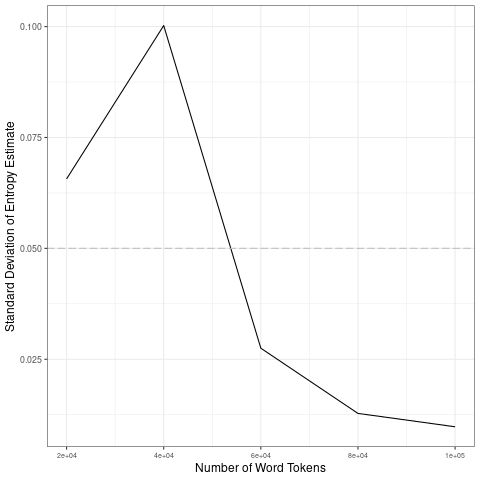 Standard Deviation of Entropy Estimate
0.100
0.075
0.050
0.025
2e+04 4e+04 6e+04 8e+04 1e+05
Number of Word Tokens